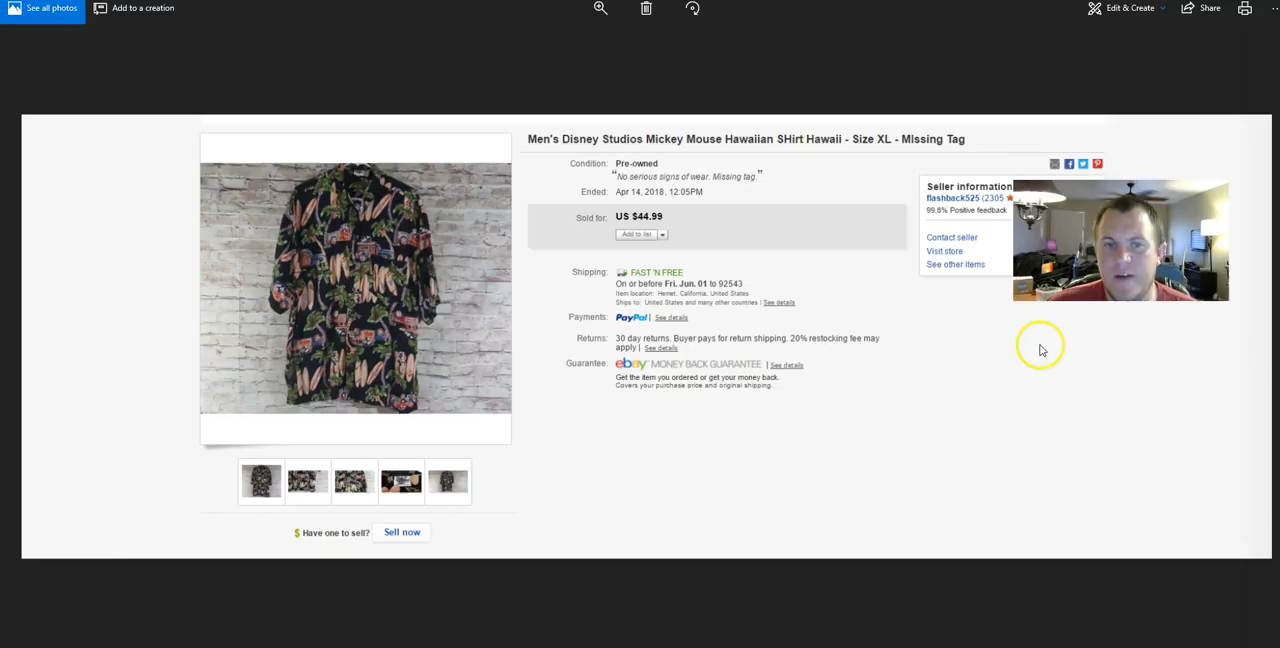 See all photos
Add to a creation
Edit & Create
Share
Men's Disney Studios Mickey Mouse Hawaiian SHirt Hawaii - Size XL - MIssing Tag
Condition: Pre-owned
“No serious signs of wear. Missing tag.”
Ended: Apr 14, 2018, 12:05PM
Sold for: US $44.99
Add to list
Shipping: FAST 'N FREE
On or before Fri. Jun. 01 to 92543
Item location: Hemet, California, United States
Ships to: United States and many other countries | See details
Payments: PayPal | See details
Returns: 30 day returns. Buyer pays for return shipping. 20% restocking fee may
apply | See details
Guarantee: ebay MONEY BACK GUARANTEE | See details
Get the item you ordered or get your money back.
Covers your purchase price and original shipping.
Seller information
flashback525 (2305
99.8% Positive feedback
Contact seller
Visit store
See other items
$ Have one to sell? Sell now